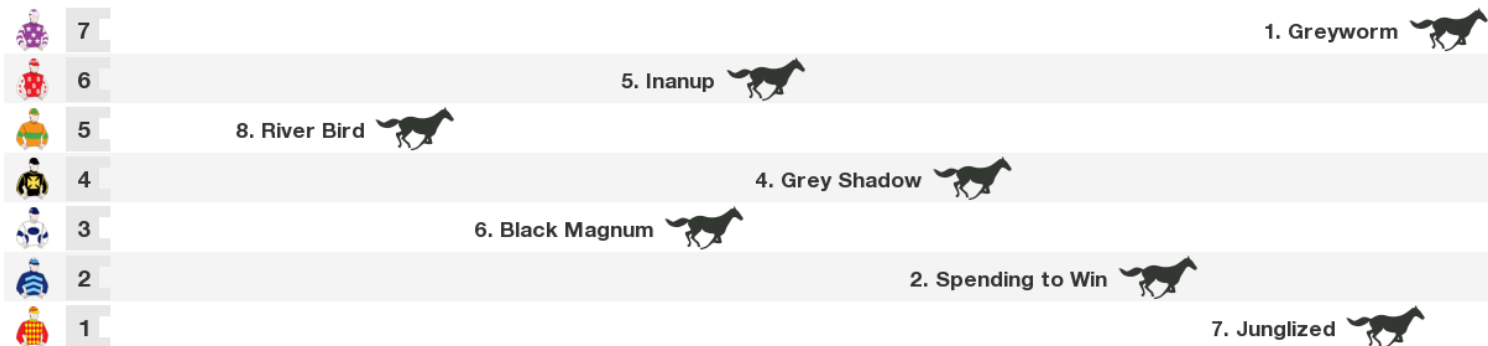 7 1. Greyworm
6 5. Inanup
5 8. River Bird
4 4. Grey Shadow
3 6. Black Magnum
2 2. Spending to Win
1 7. Junglized